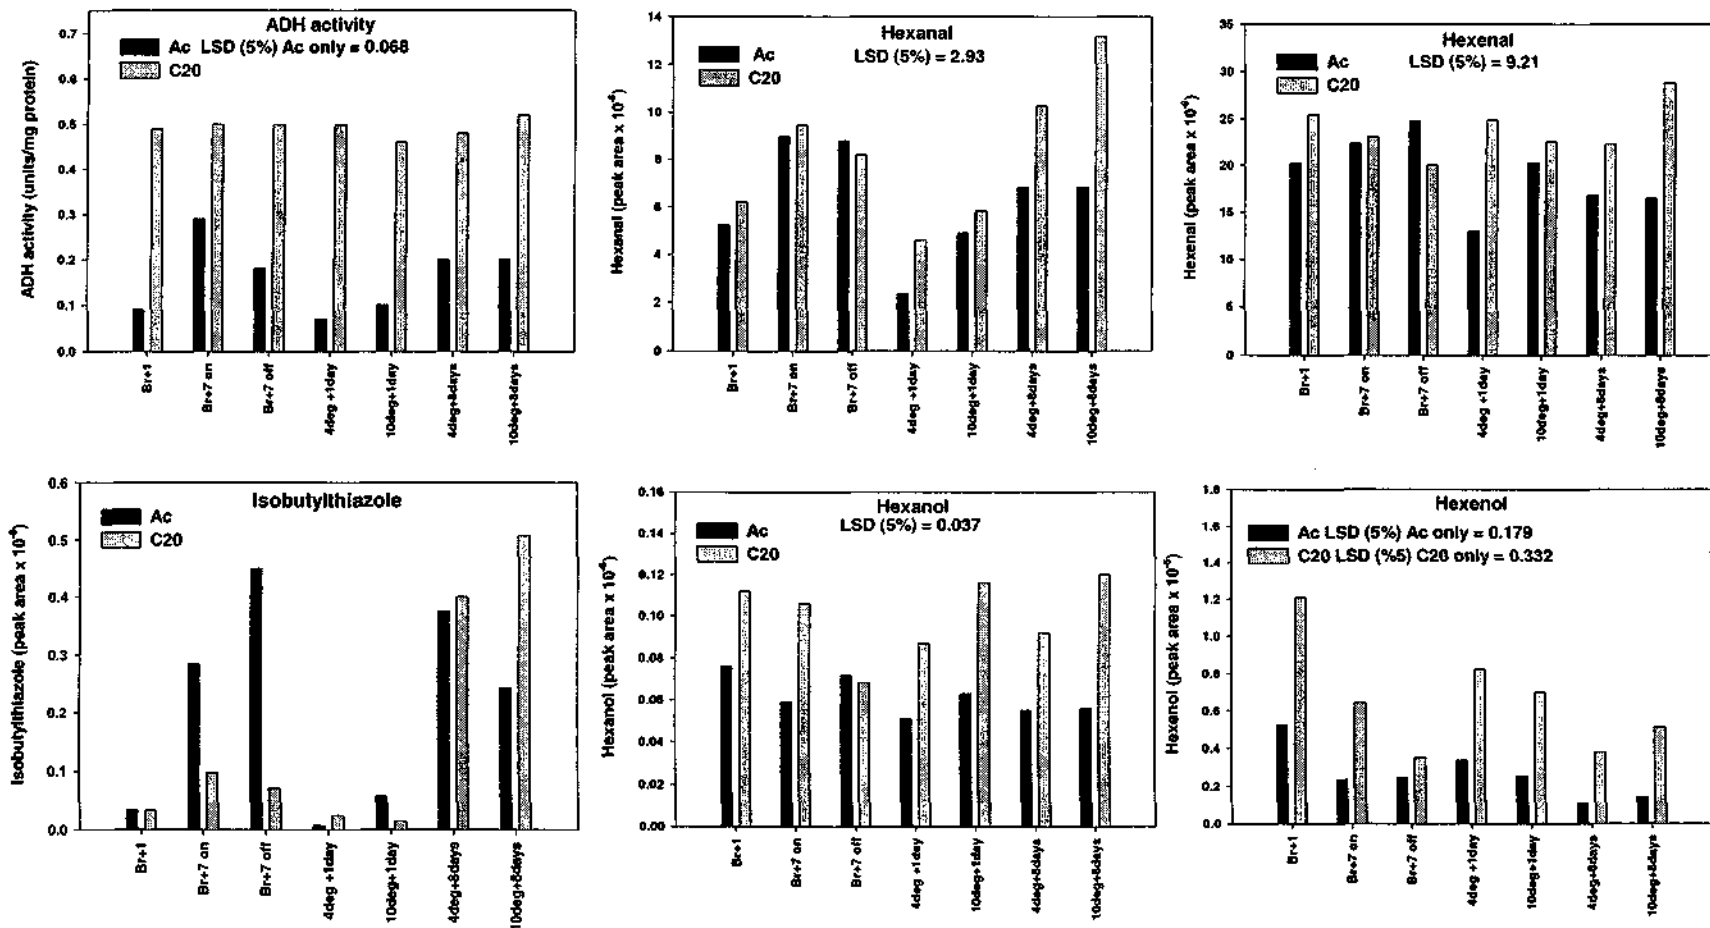 ADH activity
Ac LSD (5%) Ac only = 0.068
C20
ADH activity (units/mg protein)
0.7
0.6
0.5
0.4
0.3
0.2
0.1
0.0
Br+1
Br+7 on
Br+7 off
4deg +1day
10deg+1day
4deg+8days
10deg+8days
Hexanal
LSD (5%) = 2.93
Ac
C20
Hexanal (peak area x 10⁻⁶)
14
12
10
8
6
4
2
0
Br+1
Br+7 on
Br+7 off
4deg +1day
10deg+1day
4deg+8days
10deg+8days
Hexenal
LSD (5%) = 9.21
Ac
C20
Hexenal (peak area x 10⁻⁶)
35
30
25
20
15
10
5
0
Br+1
Br+7 on
Br+7 off
4deg +1day
10deg+1day
4deg+8days
10deg+8days
Isobutylthiazole
Ac
C20
Isobutylthiazole (peak area x 10⁻⁶)
0.6
0.5
0.4
0.3
0.2
0.1
0.0
Br+1
Br+7 on
Br+7 off
4deg +1day
10deg+1day
4deg+8days
10deg+8days
Hexanol
LSD (5%) = 0.037
Ac
C20
Hexanol (peak area x 10⁻⁶)
0.16
0.14
0.12
0.10
0.08
0.06
0.04
0.02
0.00
Br+1
Br+7 on
Br+7 off
4deg +1day
10deg+1day
4deg+8days
10deg+8days
Hexenol
Ac LSD (5%) Ac only = 0.179
C20 LSD (%5) C20 only = 0.332
Hexenol (peak area x 10⁻⁶)
1.8
1.6
1.4
1.2
1.0
0.8
0.6
0.4
0.2
0.0
Br+1
Br+7 on
Br+7 off
4deg +1day
10deg+1day
4deg+8days
10deg+8days